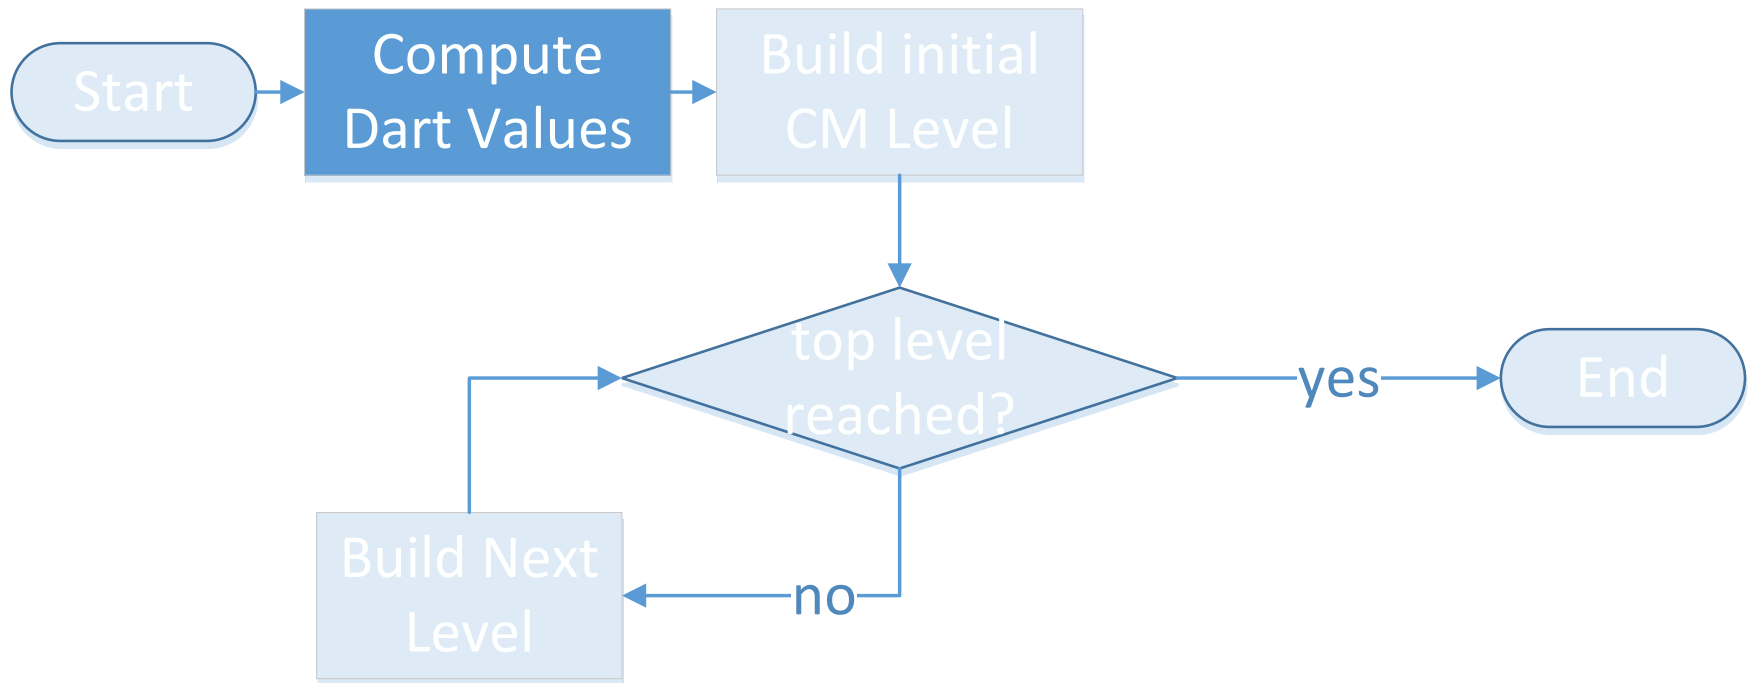 Start
Compute
Dart Values
Build initial
CM Level
top level
reached?
yes
End
Build Next
Level
no